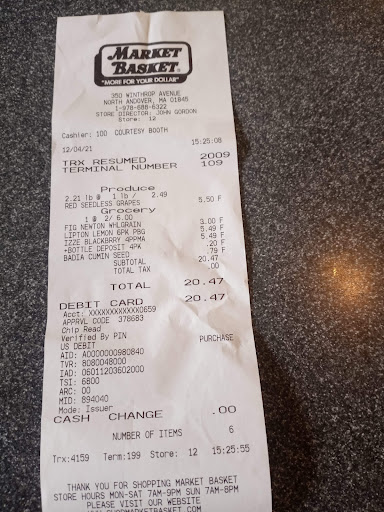 MARKET
BASKET®
"MORE FOR YOUR DOLLAR"
350 WINTHROP AVENUE
NORTH ANDOVER, MA 01845
1-978-688-6322
STORE DIRECTOR: JOHN GORDON
Store: 12
Cashier: 100 COURTESY BOOTH
12/04/21 15:25:08
TRX RESUMED 2009
TERMINAL NUMBER 109
Produce
2.21 lb @ 1 lb / 2.49
RED SEEDLESS GRAPES 5.50 F
Grocery
1 @ 2/ 6.00
FIG NEWTON WHLGRAIN 3.00 F
LIPTON LEMON 6PK PBG 5.49 F
IZZE BLACKBRRY 4PPMA 5.49 F
+BOTTLE DEPOSIT 4PK .20 F
BADIA CUMIN SEED .79 F
SUBTOTAL 20.47
TOTAL TAX .00
TOTAL 20.47
DEBIT CARD 20.47
Acct: XXXXXXXXXXXX0659
APPRVL CODE 378683
Chip Read
Verified By PIN PURCHASE
US DEBIT
AID: A0000000980840
TVR: 8080048000
IAD: 06011203602000
TSI: 6800
ARC: 00
MID: 894040
Mode: Issuer
CASH CHANGE .00
NUMBER OF ITEMS 6
Trx:4159 Term:199 Store: 12 15:25:55
THANK YOU FOR SHOPPING MARKET BASKET
STORE HOURS MON-SAT 7AM-9PM SUN 7AM-8PM
PLEASE VISIT OUR WEBSITE